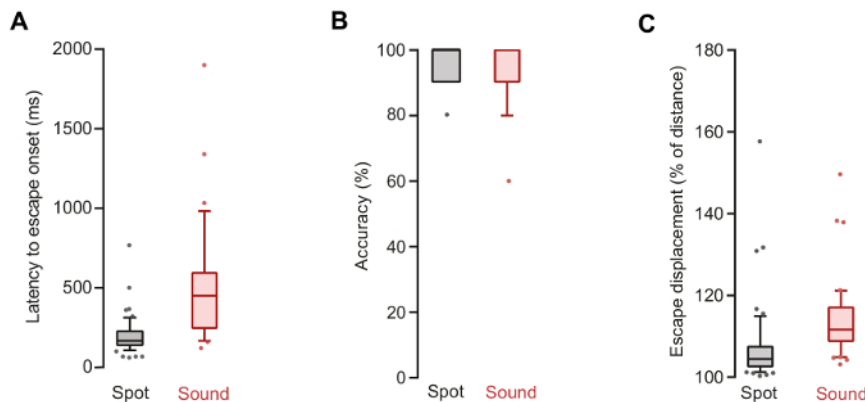 A
Latency to escape onset (ms)
2000
1500
1000
500
0
Spot Sound
B
Accuracy (%)
100
80
60
40
20
0
Spot Sound
C
Escape displacement (% of distance)
180
160
140
110
100
Spot Sound